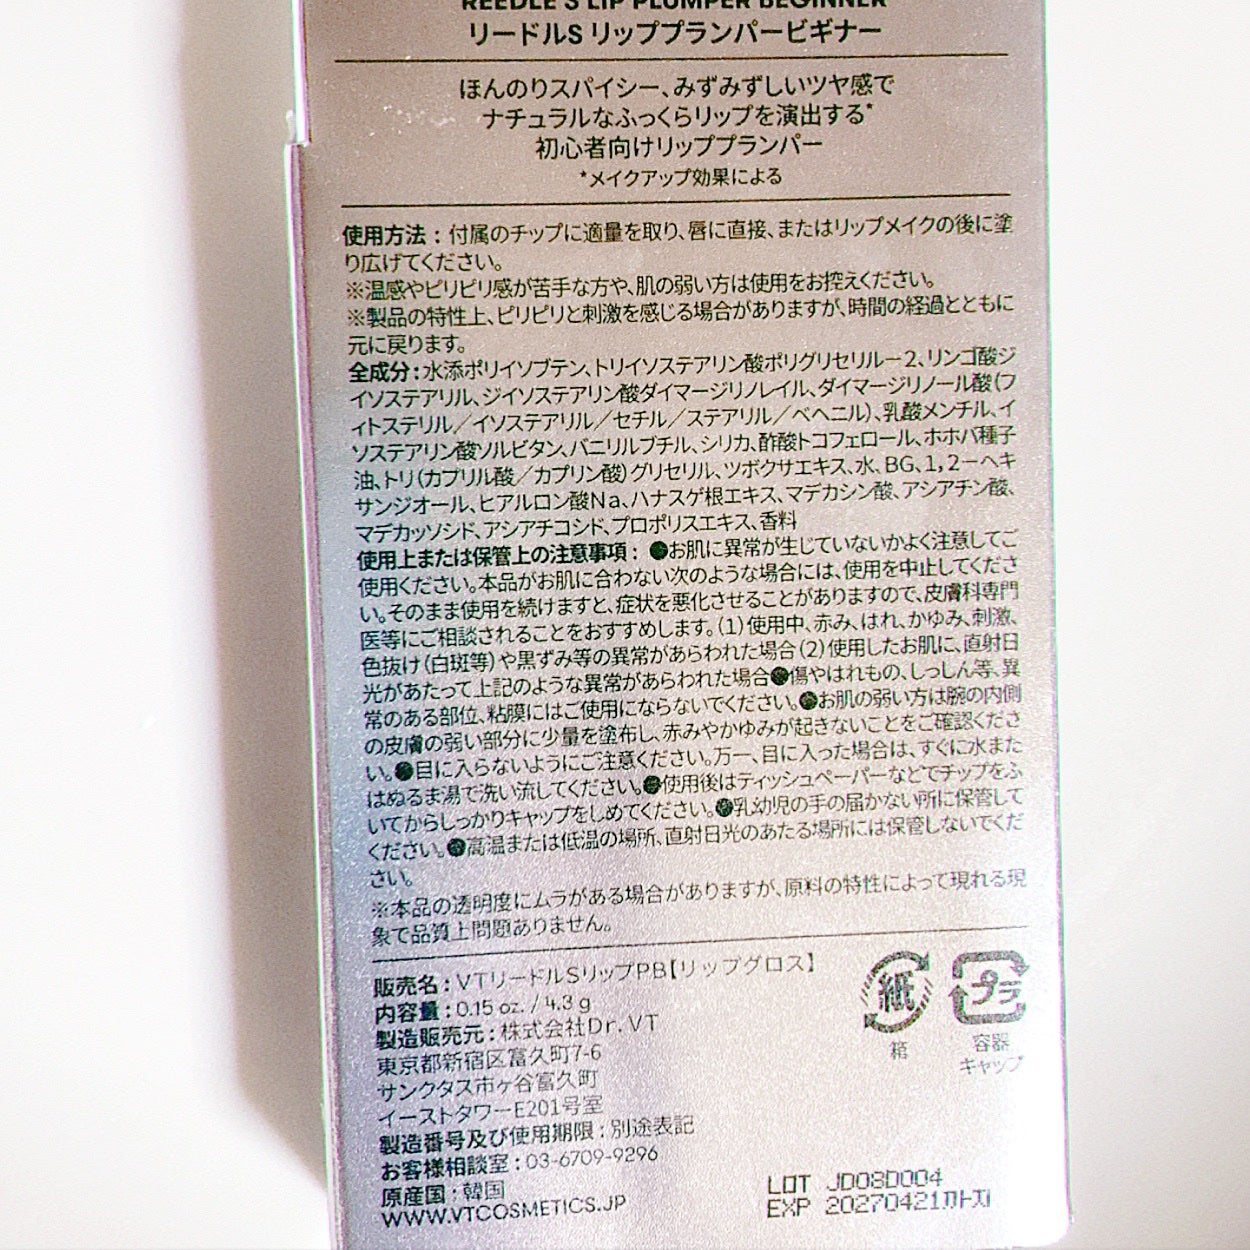 REEDLE S LIP PLUMPER BEGINNER
リードルS リッププランパービギナー
ほんのりスパイシー、みずみずしいツヤ感で
ナチュラルなふっくらリップを演出する*
初心者向けリッププランパー
*メイクアップ効果による
使用方法：付属のチップに適量を取り、唇に直接、またはリップメイクの後に塗
り広げてください。
※温感やピリピリ感が苦手な方や、肌の弱い方は使用をお控えください。
※製品の特性上、ピリピリと刺激を感じる場合がありますが、時間の経過とともに
元に戻ります。
全成分：水添ポリイソブテン、トリイソステアリン酸ポリグリセリル－2、リンゴ酸ジ
イソステアリル、ジイソステアリン酸ダイマージリノレイル、ダイマージリノール酸（フ
ィトステリル／イソステアリル／セチル／ステアリル／ベヘニル）、乳酸メンチル、イ
ソステアリン酸ソルビタン、バニリルブチル、シリカ、酢酸トコフェロール、ホホバ種子
油、トリ（カプリル酸／カプリン酸）グリセリル、ツボクサエキス、水、BG、1，2－ヘキ
サンジオール、ヒアルロン酸Na、ハナスゲ根エキス、マデカシン酸、アシアチン酸、
マデカッソシド、アシアチコシド、プロポリスエキス、香料
使用上または保管上の注意事項：●お肌に異常が生じていないかよく注意してご
使用ください。本品がお肌に合わない次のような場合には、使用を中止してくださ
い。そのまま使用を続けますと、症状を悪化させることがありますので、皮膚科専門
医等にご相談されることをおすすめします。（1）使用中、赤み、はれ、かゆみ、刺激、
色抜け（白斑等）や黒ずみ等の異常があらわれた場合（2）使用したお肌に、直射日
光があたって上記のような異常があらわれた場合●傷やはれもの、しっしん等、異
常のある部位、粘膜にはご使用にならないでください。●お肌の弱い方は腕の内側
の皮膚の弱い部分に少量を塗布し、赤みやかゆみが起きないことをご確認くださ
い。●目に入らないようにご注意ください。万一、目に入った場合は、すぐに水また
はぬるま湯で洗い流してください。●使用後はティッシュペーパーなどでチップをふ
いてからしっかりキャップをしめてください。●乳幼児の手の届かない所に保管して
ください。●高温または低温の場所、直射日光のあたる場所には保管しないでくだ
さい。
※本品の透明度にムラがある場合がありますが、原料の特性によって現れる現
象で品質上問題ありません。
販売名：VTリードルSリップPB【リップグロス】
内容量：0.15 oz. / 4.3 g
製造販売元：株式会社Dr. VT
東京都新宿区富久町7-6
サンクタス市ヶ谷富久町
イーストタワーE201号室
製造番号及び使用期限：別途表記
お客様相談室：03-6709-9296
原産国：韓国
WWW.VTCOSMETICS.JP
紙
箱
プラ
容器
キャップ
LOT JD03D004
EXP 20270421까지